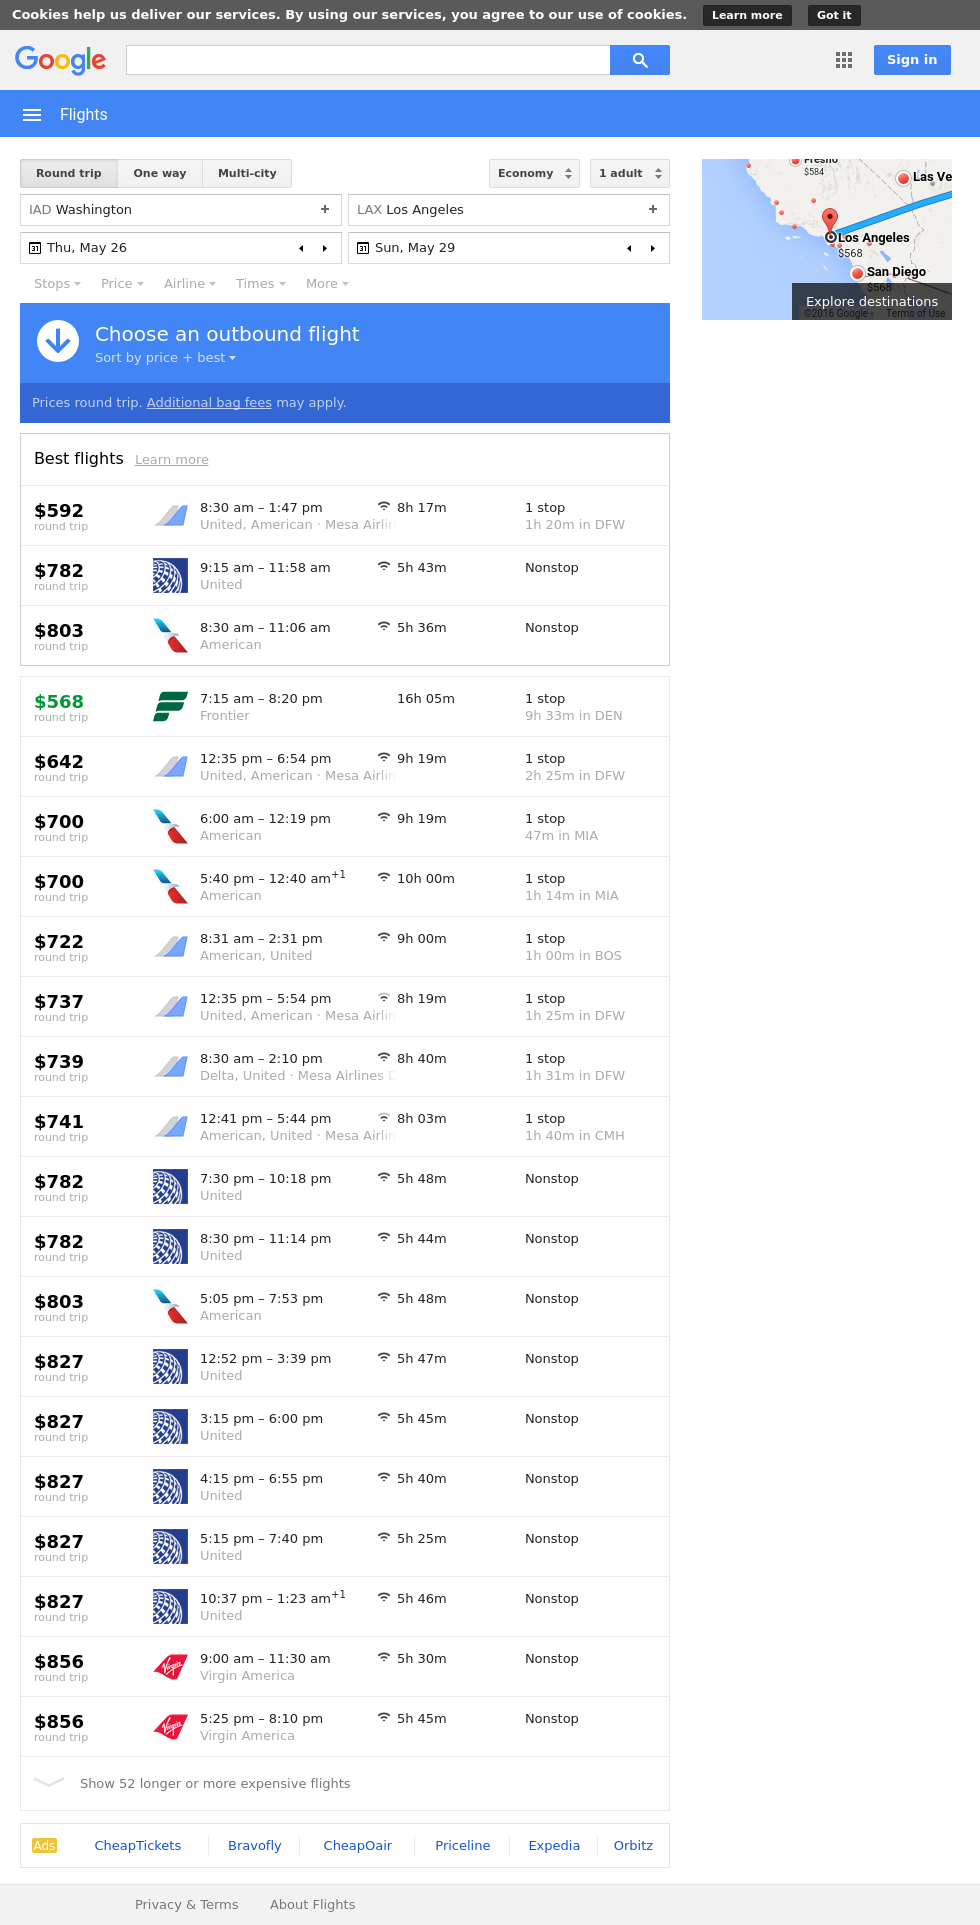 Cookies help us deliver our services. By using our services, you agree to our use of cookies. Learn more Got it
Google Sign in
Flights
Round trip One way Multi-city Economy 1 adult
IAD Washington + LAX Los Angeles +
31 Thu, May 26 31 Sun, May 29
Stops Price Airline Times More
Fresno
$584
Las Ve
Los Angeles
$568
San Diego
$568
Explore destinations
©2016 Google - Terms of Use
Choose an outbound flight
Sort by price + best
Prices round trip. Additional bag fees may apply.
Best flights Learn more
$592 8:30 am – 1:47 pm 8h 17m 1 stop
round trip United, American · Mesa Airlin 1h 20m in DFW
$782 9:15 am – 11:58 am 5h 43m Nonstop
round trip United
$803 8:30 am – 11:06 am 5h 36m Nonstop
round trip American
$568 7:15 am – 8:20 pm 16h 05m 1 stop
round trip Frontier 9h 33m in DEN
$642 12:35 pm – 6:54 pm 9h 19m 1 stop
round trip United, American · Mesa Airlin 2h 25m in DFW
$700 6:00 am – 12:19 pm 9h 19m 1 stop
round trip American 47m in MIA
$700 5:40 pm – 12:40 am+1 10h 00m 1 stop
round trip American 1h 14m in MIA
$722 8:31 am – 2:31 pm 9h 00m 1 stop
round trip American, United 1h 00m in BOS
$737 12:35 pm – 5:54 pm 8h 19m 1 stop
round trip United, American · Mesa Airlin 1h 25m in DFW
$739 8:30 am – 2:10 pm 8h 40m 1 stop
round trip Delta, United · Mesa Airlines D 1h 31m in DFW
$741 12:41 pm – 5:44 pm 8h 03m 1 stop
round trip American, United · Mesa Airlin 1h 40m in CMH
$782 7:30 pm – 10:18 pm 5h 48m Nonstop
round trip United
$782 8:30 pm – 11:14 pm 5h 44m Nonstop
round trip United
$803 5:05 pm – 7:53 pm 5h 48m Nonstop
round trip American
$827 12:52 pm – 3:39 pm 5h 47m Nonstop
round trip United
$827 3:15 pm – 6:00 pm 5h 45m Nonstop
round trip United
$827 4:15 pm – 6:55 pm 5h 40m Nonstop
round trip United
$827 5:15 pm – 7:40 pm 5h 25m Nonstop
round trip United
$827 10:37 pm – 1:23 am+1 5h 46m Nonstop
round trip United
$856 Virgin 9:00 am – 11:30 am 5h 30m Nonstop
round trip Virgin America
$856 Virgin 5:25 pm – 8:10 pm 5h 45m Nonstop
round trip Virgin America
Show 52 longer or more expensive flights
Ads CheapTickets Bravofly CheapOair Priceline Expedia Orbitz
Privacy & Terms About Flights